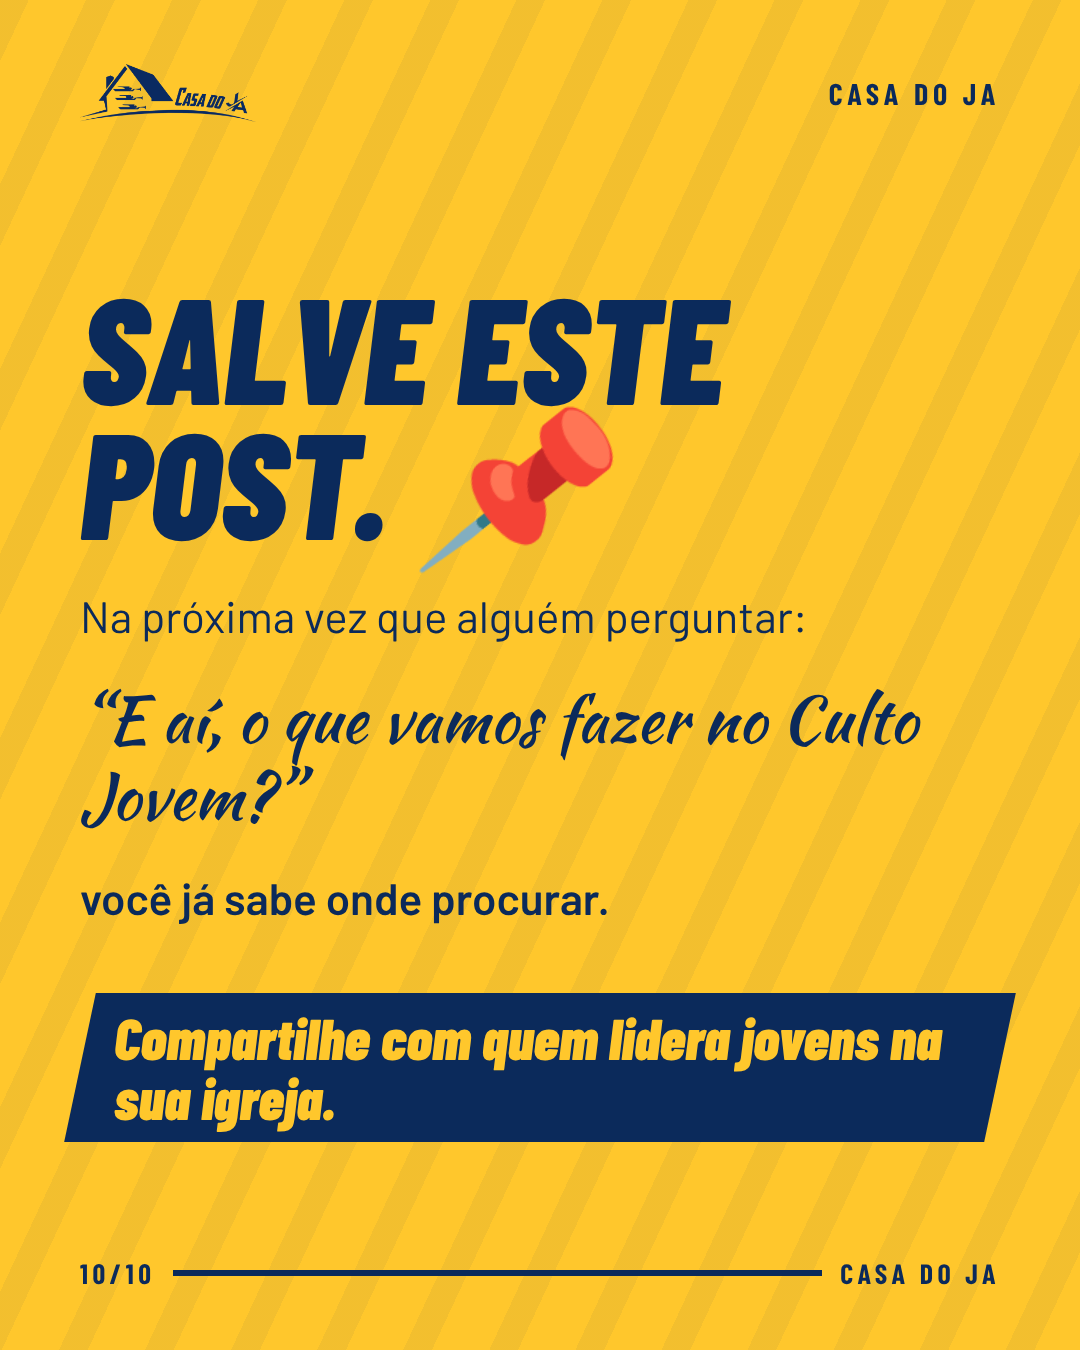 CASA DO JA
CASA DO JA
SALVE ESTE
POST.
Na próxima vez que alguém perguntar:
“E aí, o que vamos fazer no Culto
Jovem?”
você já sabe onde procurar.
Compartilhe com quem lidera jovens na
sua igreja.
10/10
CASA DO JA